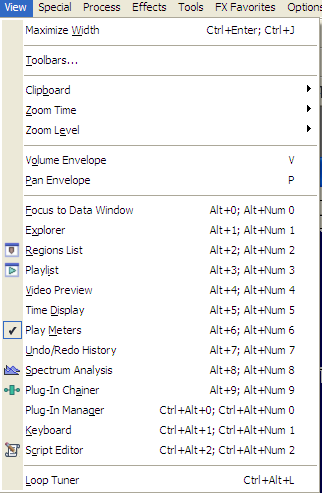 View Special Process Effects Tools FX Favorites Options
Maximize Width Ctrl+Enter; Ctrl+J
Toolbars...
Clipboard
Zoom Time
Zoom Level
Volume Envelope V
Pan Envelope P
Focus to Data Window Alt+0; Alt+Num 0
Explorer Alt+1; Alt+Num 1
Regions List Alt+2; Alt+Num 2
Playlist Alt+3; Alt+Num 3
Video Preview Alt+4; Alt+Num 4
Time Display Alt+5; Alt+Num 5
Play Meters Alt+6; Alt+Num 6
Undo/Redo History Alt+7; Alt+Num 7
Spectrum Analysis Alt+8; Alt+Num 8
Plug-In Chainer Alt+9; Alt+Num 9
Plug-In Manager Ctrl+Alt+0; Ctrl+Alt+Num 0
Keyboard Ctrl+Alt+1; Ctrl+Alt+Num 1
Script Editor Ctrl+Alt+2; Ctrl+Alt+Num 2
Loop Tuner Ctrl+Alt+L